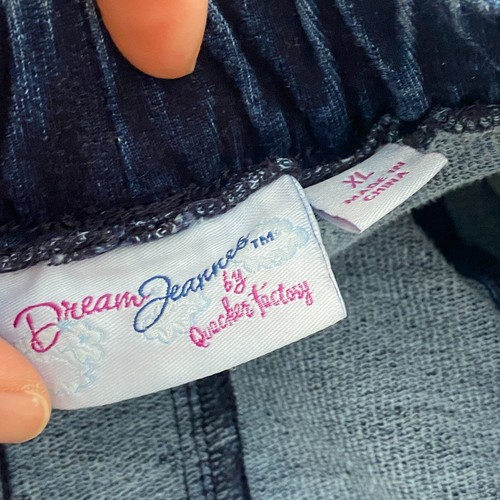 DreamJeannes™
by
Quacker Factory
XL
MADE IN
CHINA